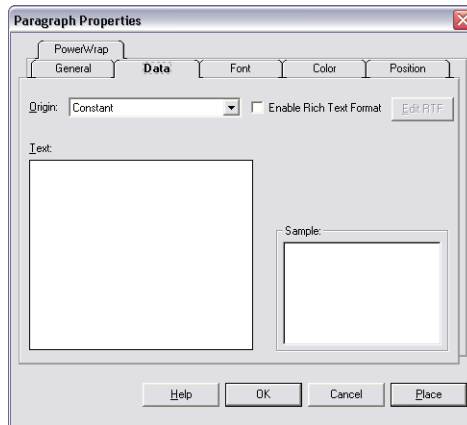 Paragraph Properties
PowerWrap
General Data Font Color Position
Origin: Constant Enable Rich Text Format Edit RTF
Text:
Sample:
Help OK Cancel Place